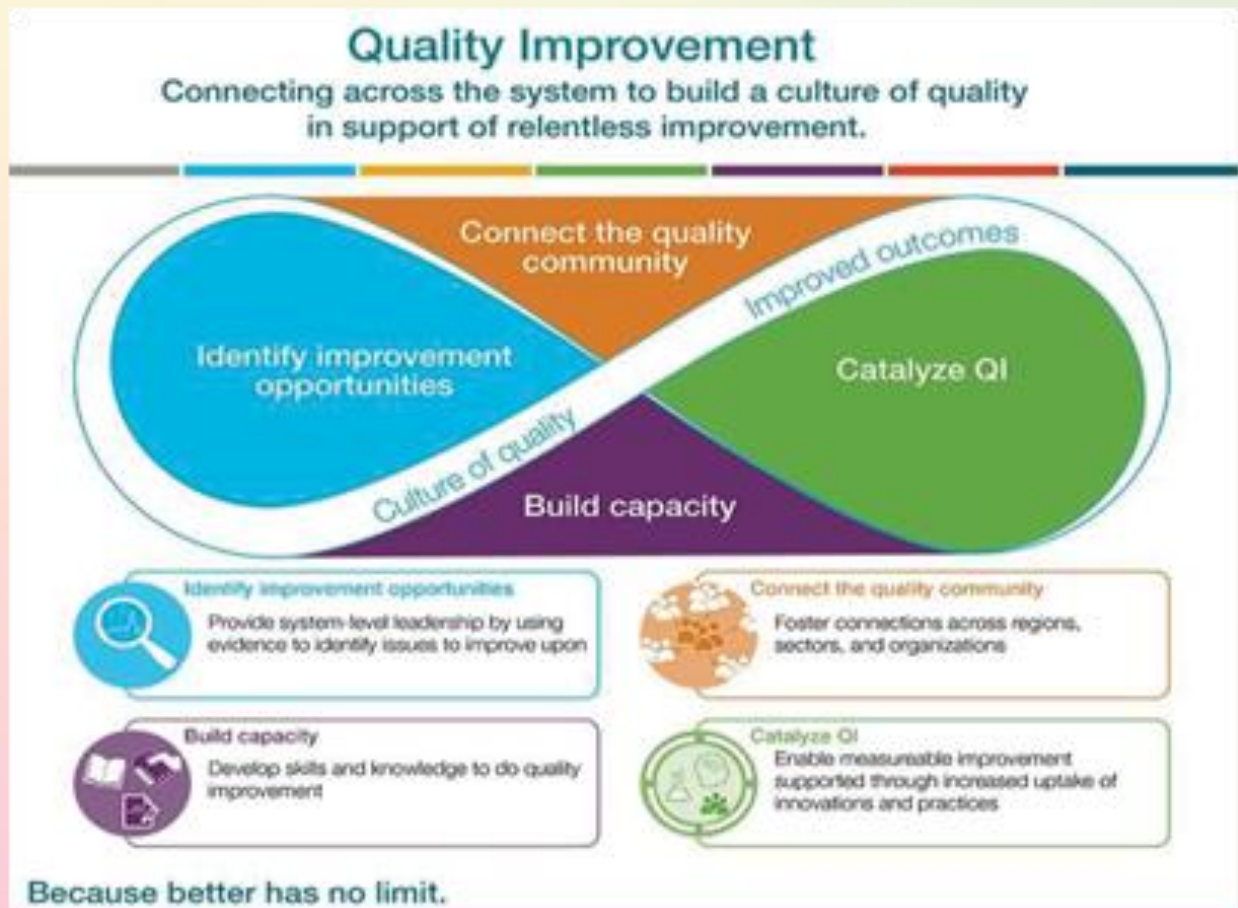 Quality Improvement
Connecting across the system to build a culture of quality
in support of relentless improvement.
Connect the quality
community
Improved outcomes
Identify improvement
opportunities
Catalyze QI
Culture of quality
Build capacity
Identify improvement opportunities
Provide system-level leadership by using
evidence to identify issues to improve upon
Connect the quality community
Foster connections across regions,
sectors, and organizations
Build capacity
Develop skills and knowledge to do quality
improvement
Catalyze QI
Enable measureable improvement
supported through increased uptake of
innovations and practices
Because better has no limit.